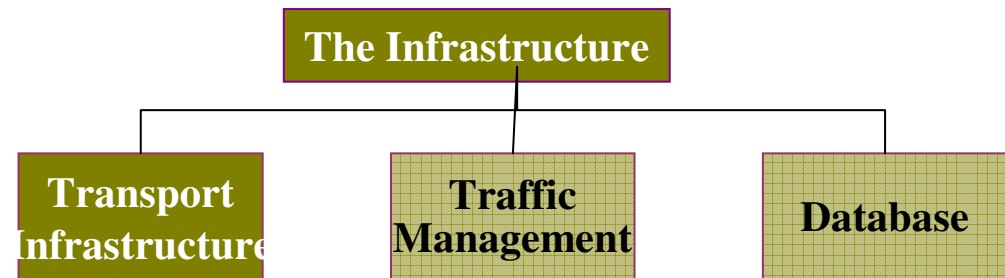 The Infrastructure
Transport
Infrastructure
Traffic
Management
Database